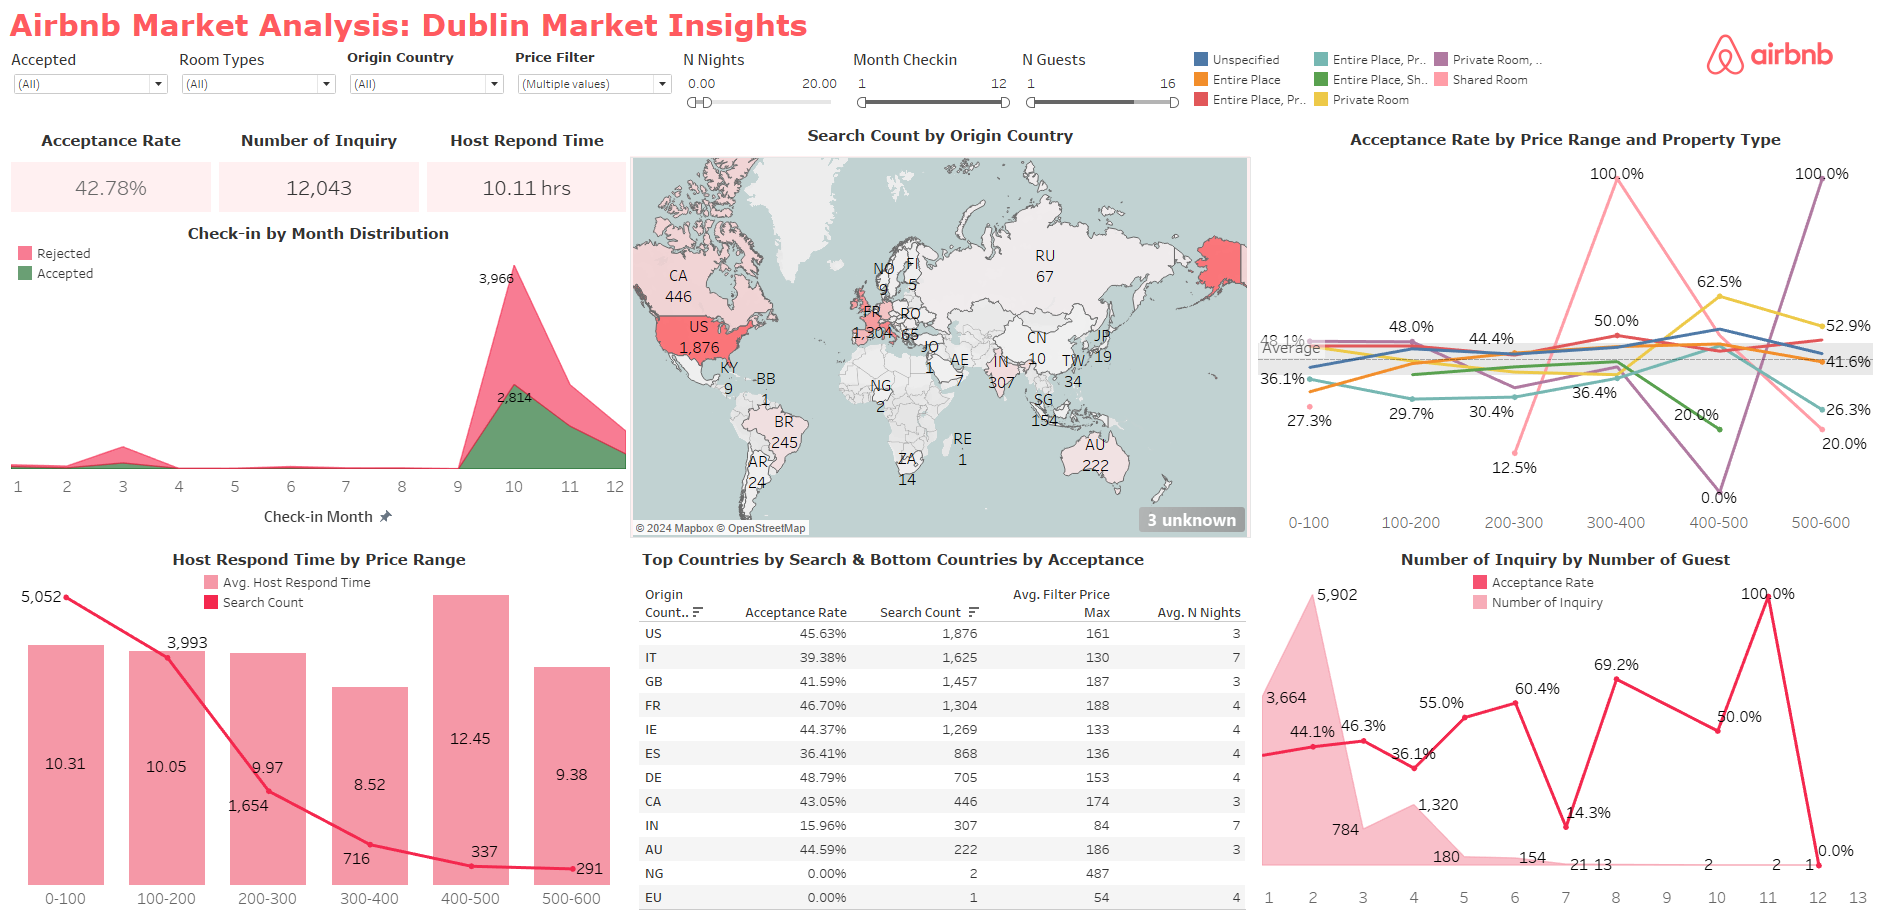 Airbnb Market Analysis: Dublin Market Insights
Accepted
(All)
Room Types
(All)
Origin Country
(All)
Price Filter
(Multiple values)
N Nights
0.00 20.00
Month Checkin
1 12
N Guests
1 16
Unspecified
Entire Place
Entire Place, Pr..
Entire Place, Pr..
Entire Place, Sh..
Private Room
Private Room, ..
Shared Room
airbnb
Acceptance Rate
42.78%
Number of Inquiry
12,043
Host Repond Time
10.11 hrs
Check-in by Month Distribution
Rejected
Accepted
3,966
2,814
1 2 3 4 5 6 7 8 9 10 11 12
Check-in Month
Search Count by Origin Country
CA
446
US
1,876
KY
9
BB
1
BR
245
AR
24
NO
9
FI
5
FR
1,304
RO
65
JO
1
AE
7
NG
2
ZA
14
RE
1
RU
67
CN
10
JP
19
TW
34
IN
307
SG
154
AU
222
© 2024 Mapbox © OpenStreetMap
3 unknown
Acceptance Rate by Price Range and Property Type
100.0% 100.0%
62.5%
48.1% 48.0% 44.4% 50.0% 52.9%
Average
36.1% 41.6%
27.3% 29.7% 30.4% 36.4% 20.0% 26.3%
12.5% 20.0%
0.0%
0-100 100-200 200-300 300-400 400-500 500-600
Host Respond Time by Price Range
Avg. Host Respond Time
Search Count
5,052
3,993
1,654
716
337
291
10.31 10.05 9.97 8.52 12.45 9.38
0-100 100-200 200-300 300-400 400-500 500-600
Top Countries by Search & Bottom Countries by Acceptance
Origin Count.. Acceptance Rate Search Count Avg. Filter Price Max Avg. N Nights
US 45.63% 1,876 161 3
IT 39.38% 1,625 130 7
GB 41.59% 1,457 187 3
FR 46.70% 1,304 188 4
IE 44.37% 1,269 133 4
ES 36.41% 868 136 4
DE 48.79% 705 153 4
CA 43.05% 446 174 3
IN 15.96% 307 84 7
AU 44.59% 222 186 3
NG 0.00% 2 487
EU 0.00% 1 54 4
Number of Inquiry by Number of Guest
Acceptance Rate
Number of Inquiry
5,902
3,664
44.1% 46.3% 36.1% 55.0% 60.4% 14.3% 69.2% 50.0% 100.0% 0.0%
784 1,320 180 154 21 13 2 2 1
1 2 3 4 5 6 7 8 9 10 11 12 13